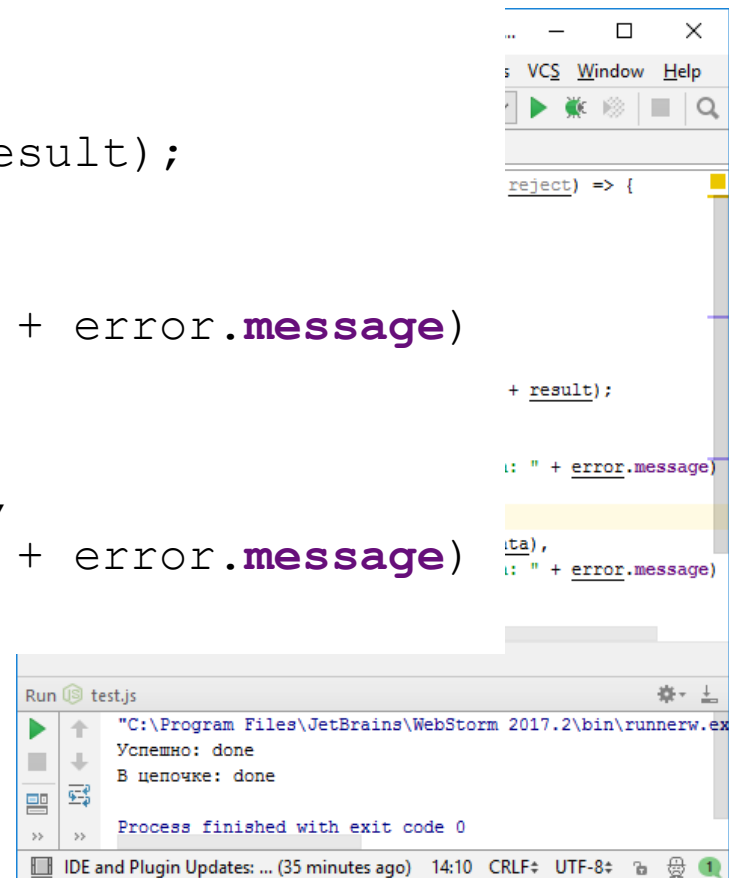 esult);
+ error.message)
,
+ error.message)
... — □ ×
s VCS Window Help
reject) => {
+ result);
: " + error.message)
ta),
: " + error.message)
Run test.js
"C:\Program Files\JetBrains\WebStorm 2017.2\bin\runnerw.ex
Успешно: done
В цепочке: done
Process finished with exit code 0
>> >>
IDE and Plugin Updates: ... (35 minutes ago) 14:10 CRLF UTF-8 1